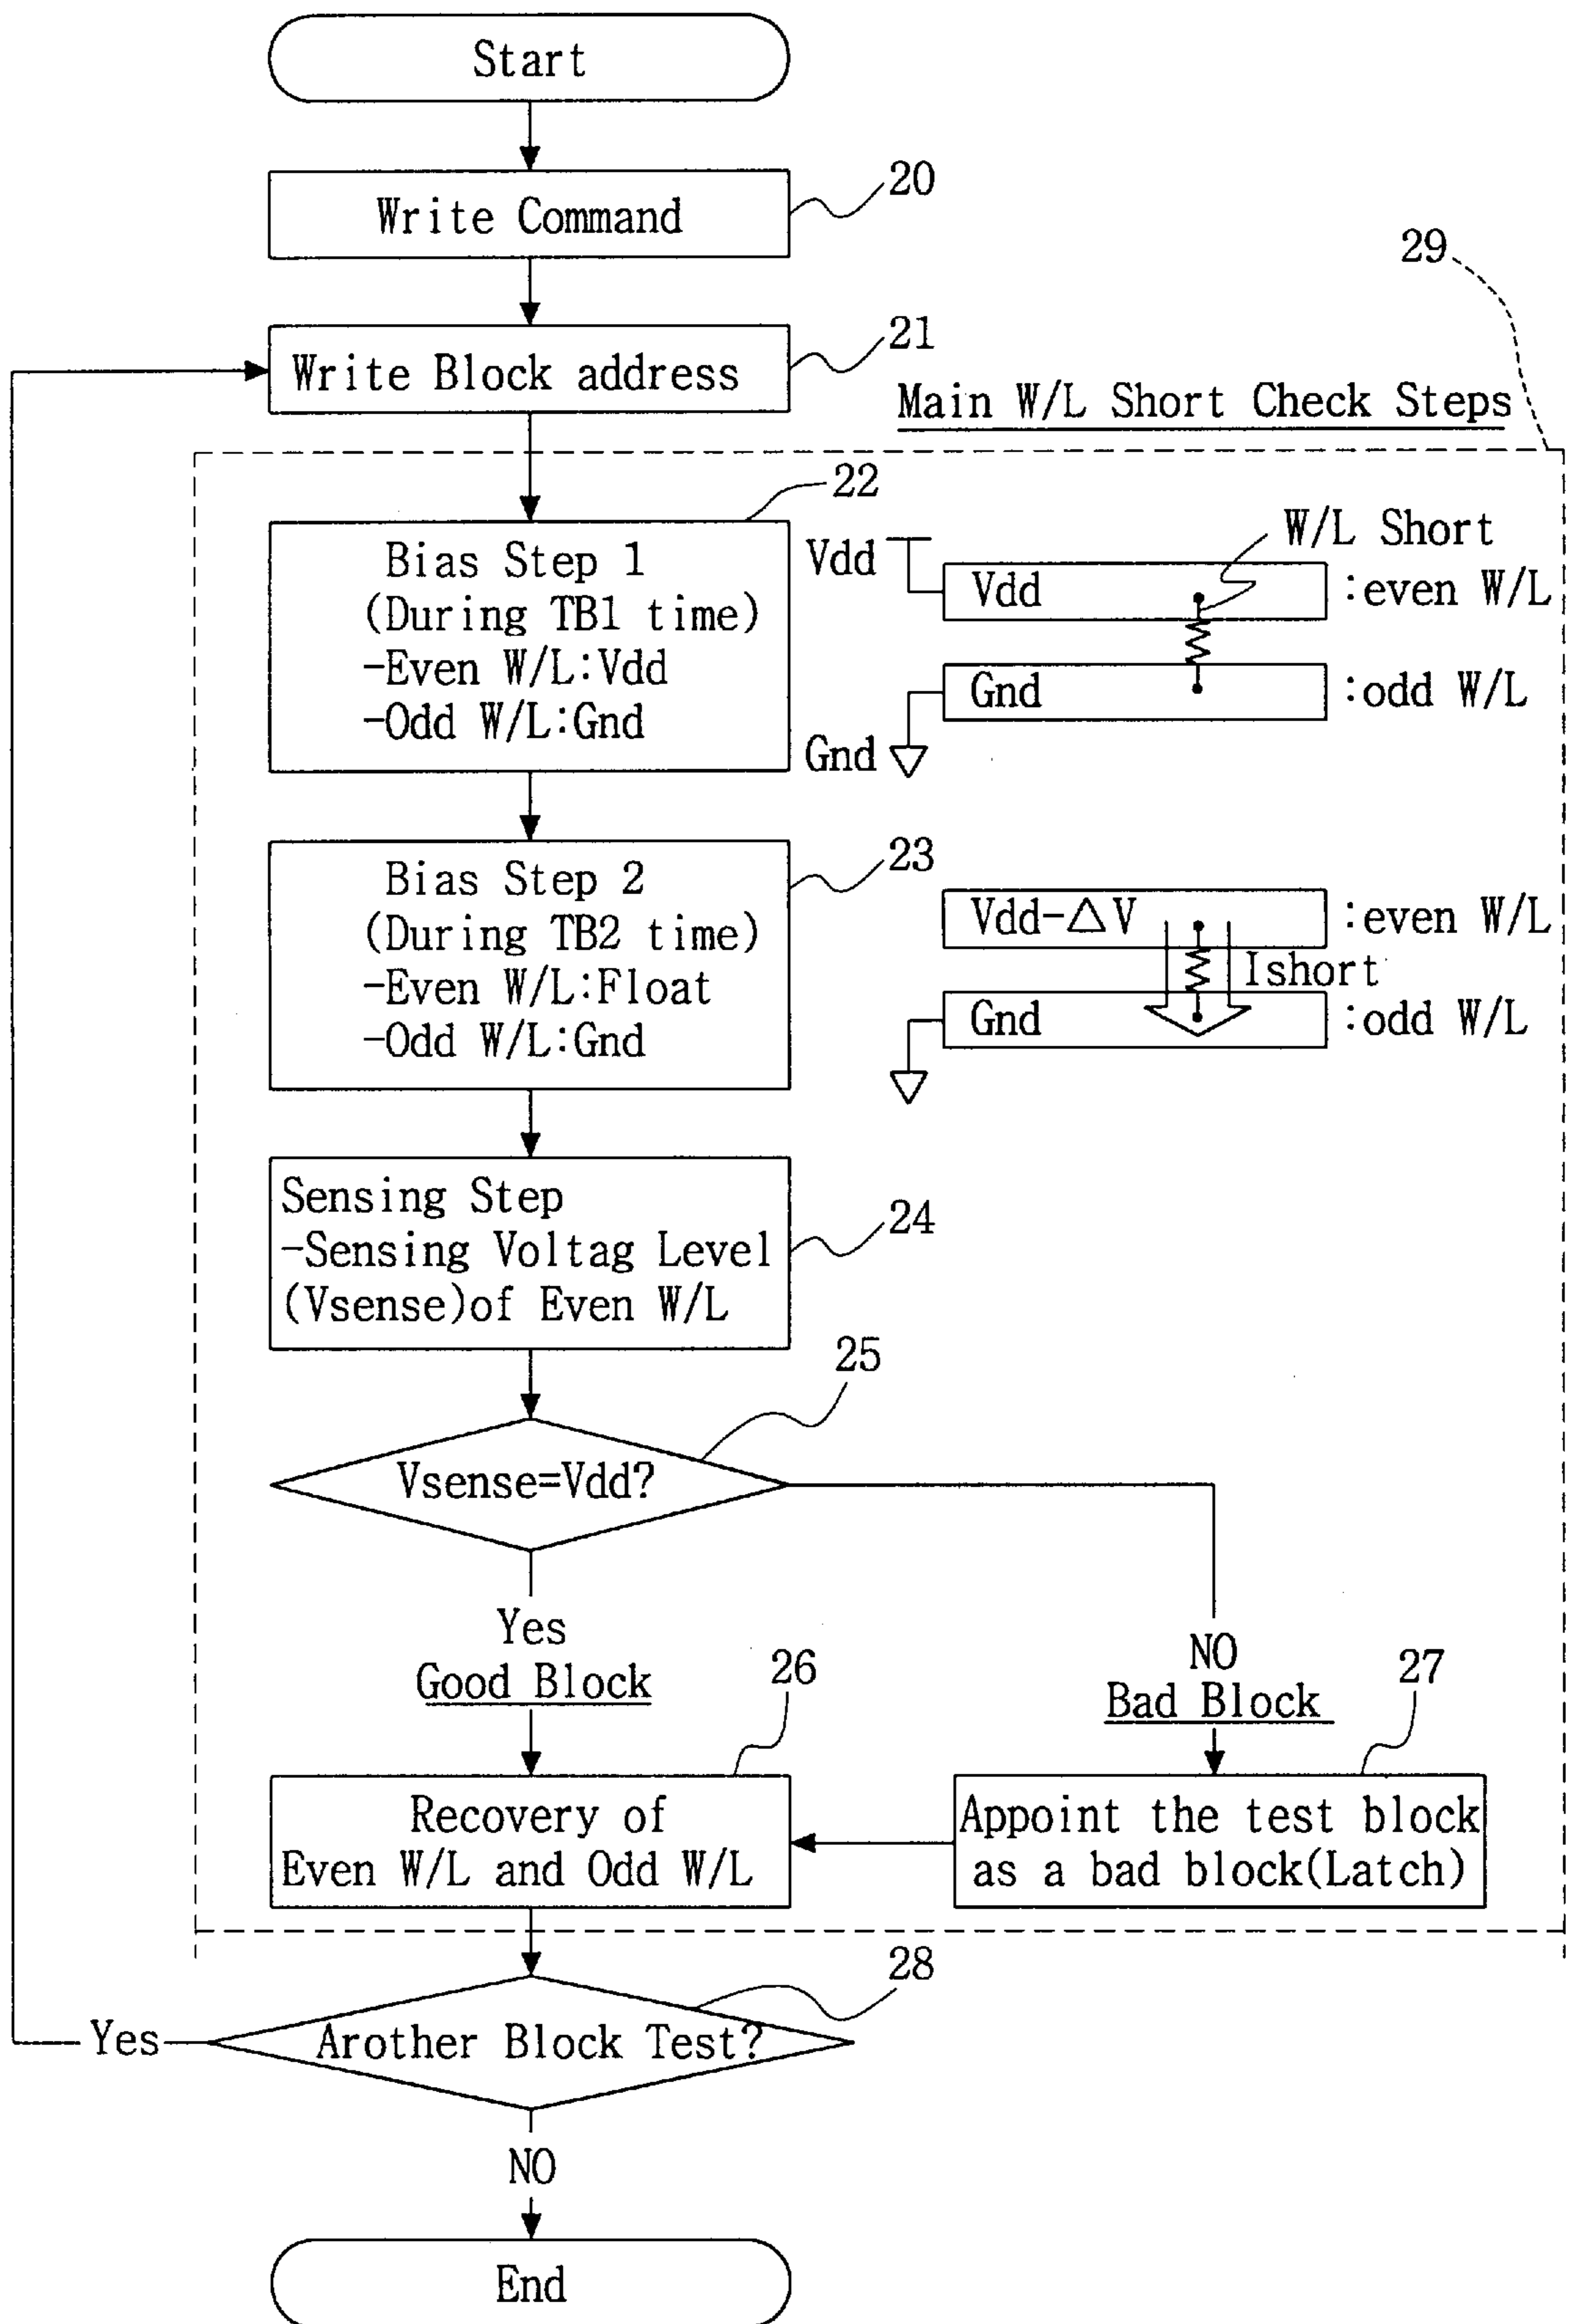 Start
Write Command
20
29
Write Block address
21
Main W/L Short Check Steps
22
Bias Step 1
(During TB1 time)
-Even W/L:Vdd
-Odd W/L:Gnd
W/L Short
Vdd
Vdd
:even W/L
Gnd
:odd W/L
Gnd
Bias Step 2
(During TB2 time)
-Even W/L:Float
-Odd W/L:Gnd
23
Vdd-△V
:even W/L
Ishort
Gnd
:odd W/L
Sensing Step
-Sensing Voltag Level
(Vsense)of Even W/L
24
25
Vsense=Vdd?
Yes
Good Block
26
NO
Bad Block
27
Recovery of
Even W/L and Odd W/L
Appoint the test block
as a bad block(Latch)
28
Arother Block Test?
Yes
NO
End